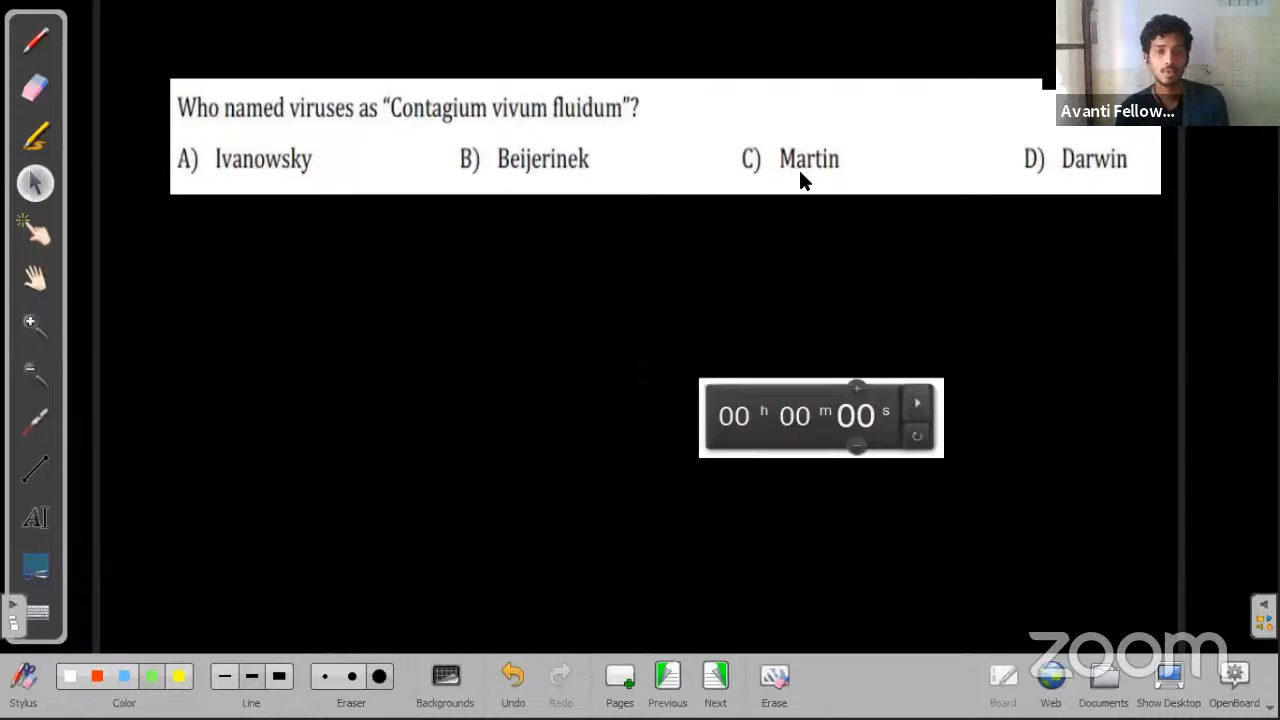 Who named viruses as “Contagium vivum fluidum”?
A) Ivanowsky B) Beijerinek C) Martin D) Darwin
Avanti Fellow...
00 h 00 m 00 s
zoom
Stylus Color Line Eraser Backgrounds Undo Redo Pages Previous Next Erase Board Web Documents Show Desktop OpenBoard